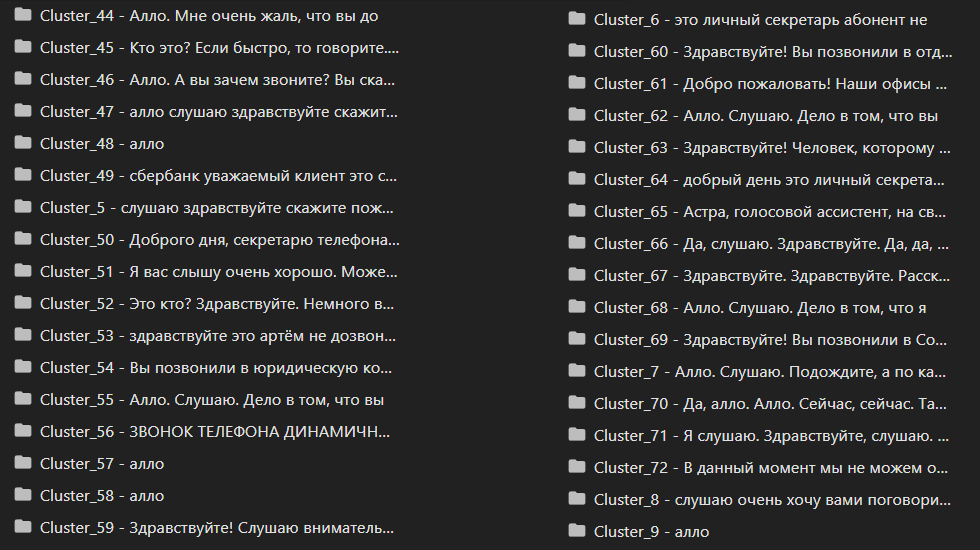 Cluster_44 - Алло. Мне очень жаль, что вы до
Cluster_45 - Кто это? Если быстро, то говорите....
Cluster_46 - Алло. А вы зачем звоните? Вы ска...
Cluster_47 - алло слушаю здравствуйте скажит...
Cluster_48 - алло
Cluster_49 - сбербанк уважаемый клиент это с...
Cluster_5 - слушаю здравствуйте скажите пож...
Cluster_50 - Доброго дня, секретарю телефона...
Cluster_51 - Я вас слышу очень хорошо. Може...
Cluster_52 - Это кто? Здравствуйте. Немного в...
Cluster_53 - здравствуйте это артём не дозвон...
Cluster_54 - Вы позвонили в юридическую ко...
Cluster_55 - Алло. Слушаю. Дело в том, что вы
Cluster_56 - ЗВОНОК ТЕЛЕФОНА ДИНАМИЧН...
Cluster_57 - алло
Cluster_58 - алло
Cluster_59 - Здравствуйте! Слушаю вниматель...
Cluster_6 - это личный секретарь абонент не
Cluster_60 - Здравствуйте! Вы позвонили в отд...
Cluster_61 - Добро пожаловать! Наши офисы ...
Cluster_62 - Алло. Слушаю. Дело в том, что вы
Cluster_63 - Здравствуйте! Человек, которому ...
Cluster_64 - добрый день это личный секрета...
Cluster_65 - Астра, голосовой ассистент, на св...
Cluster_66 - Да, слушаю. Здравствуйте. Да, да, ...
Cluster_67 - Здравствуйте. Здравствуйте. Расск...
Cluster_68 - Алло. Слушаю. Дело в том, что я
Cluster_69 - Здравствуйте! Вы позвонили в Со...
Cluster_7 - Алло. Слушаю. Подождите, а по ка...
Cluster_70 - Да, алло. Алло. Сейчас, сейчас. Та...
Cluster_71 - Я слушаю. Здравствуйте, слушаю. ...
Cluster_72 - В данный момент мы не можем о...
Cluster_8 - слушаю очень хочу вами поговори...
Cluster_9 - алло